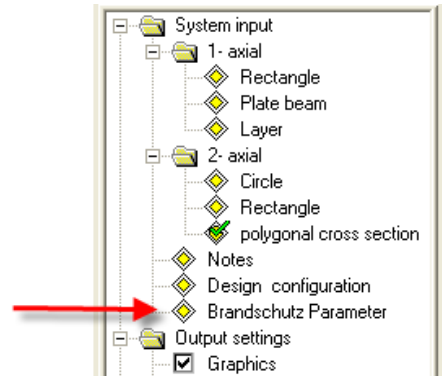 System input
1- axial
Rectangle
Plate beam
Layer
2- axial
Circle
Rectangle
polygonal cross section
Notes
Design configuration
Brandschutz Parameter
Output settings
Graphics